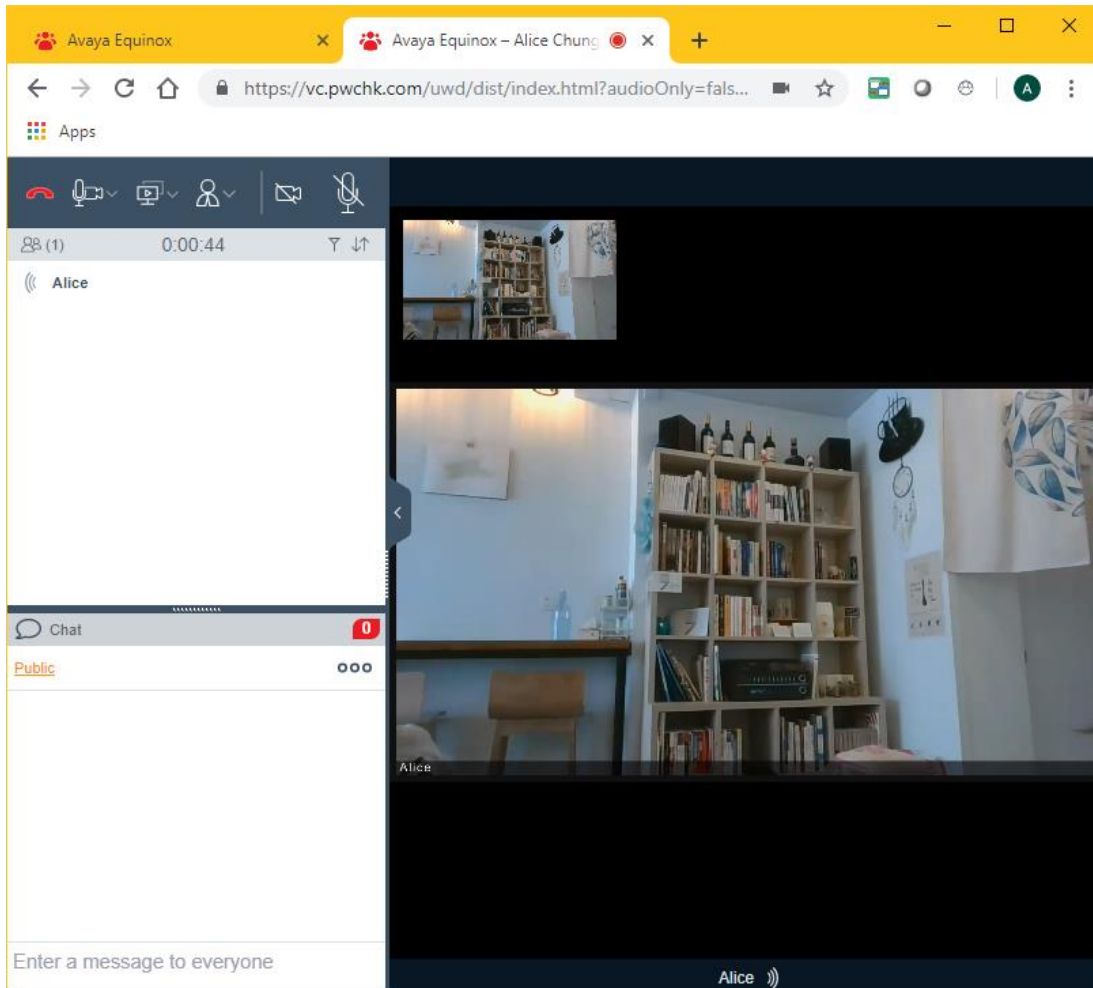 Avaya Equinox
Avaya Equinox – Alice Chung
https://vc.pwchk.com/uwd/dist/index.html?audioOnly=fals...
A
Apps
(1) 0:00:44
Alice
Chat 0
Public
Enter a message to everyone
Alice
Alice